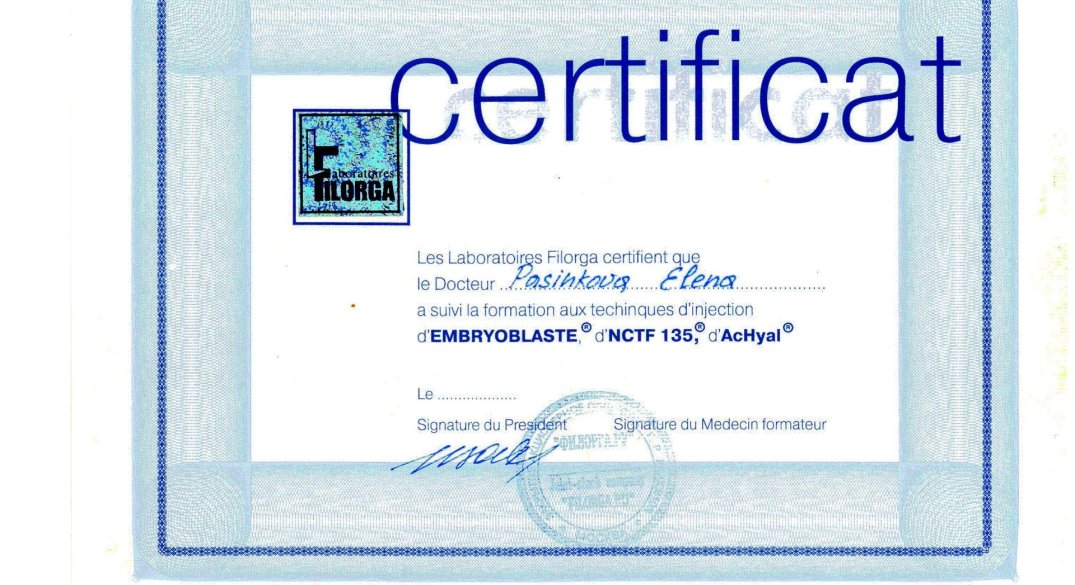 certificat
Laboratoires
FILORGA
Les Laboratoires Filorga certifient que
le Docteur ...Pasinkova......Elena....................
a suivi la formation aux techinques d'injection
d'EMBRYOBLASTE,® d'NCTF 135,® d'AcHyal®
Le ...................
Signature du President Signature du Medecin formateur